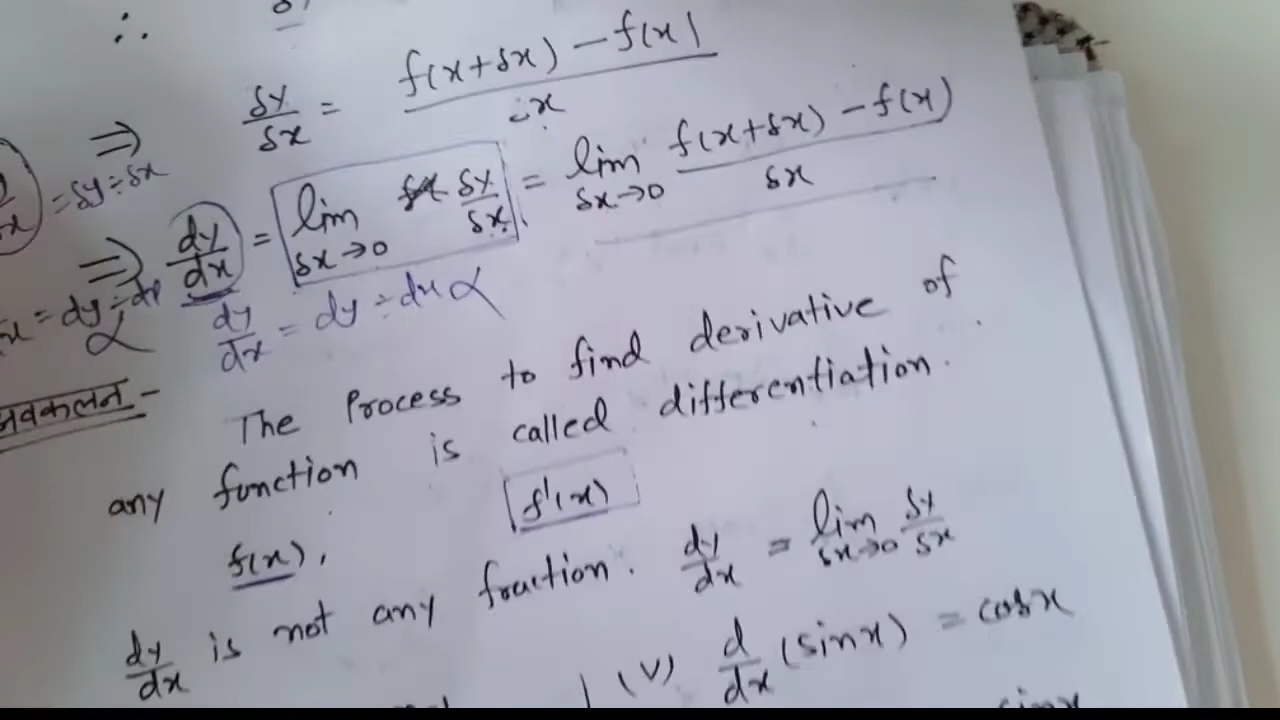 ∴
⇒ δy/δx = f(x+δx) - f(x) / δx
= δy ÷ δx
⇒ dy/dx = lim δx→0 δy/δx = lim δx→0 f(x+δx) - f(x) / δx
= dy ÷ dx
dy/dx = dy ÷ dx
अवकलन - The Process to find derivative of
any function is called differentiation.
f(x), f'(x)
dy/dx is not any fraction. dy/dx = lim δx→0 δy/δx
(V) d/dx (sinx) = cosx
sinx